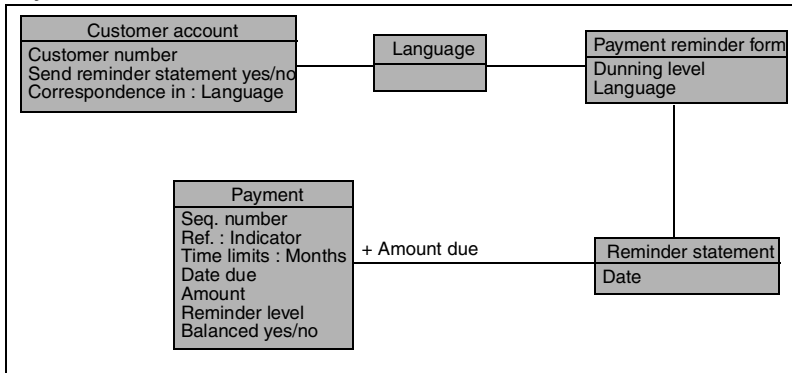 Customer account
Customer number
Send reminder statement yes/no
Correspondence in : Language
Language
Payment reminder form
Dunning level
Language
Payment
Seq. number
Ref. : Indicator
Time limits : Months
Date due
Amount
Reminder level
Balanced yes/no
+ Amount due
Reminder statement
Date